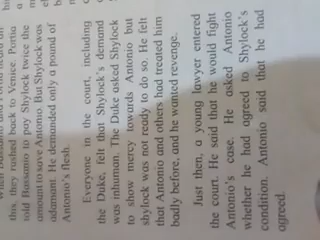 this, they rushed back to Venice. Portia
told Bassanio to pay Shylock twice the
amount to save Antonio. But Shylock was
adamant. He demanded only a pound of
Antonio's flesh.
Everyone in the court, including
the Duke, felt that Shylock's demand
was inhuman. The Duke asked Shylock
to show mercy towards Antonio but
shylock was not ready to do so. He felt
that Antonio and others had treated him
badly before, and he wanted revenge.
Just then, a young lawyer entered
the court. He said that he would fight
Antonio's case. He asked Antonio
whether he had agreed to Shylock's
condition. Antonio said that he had
agreed.